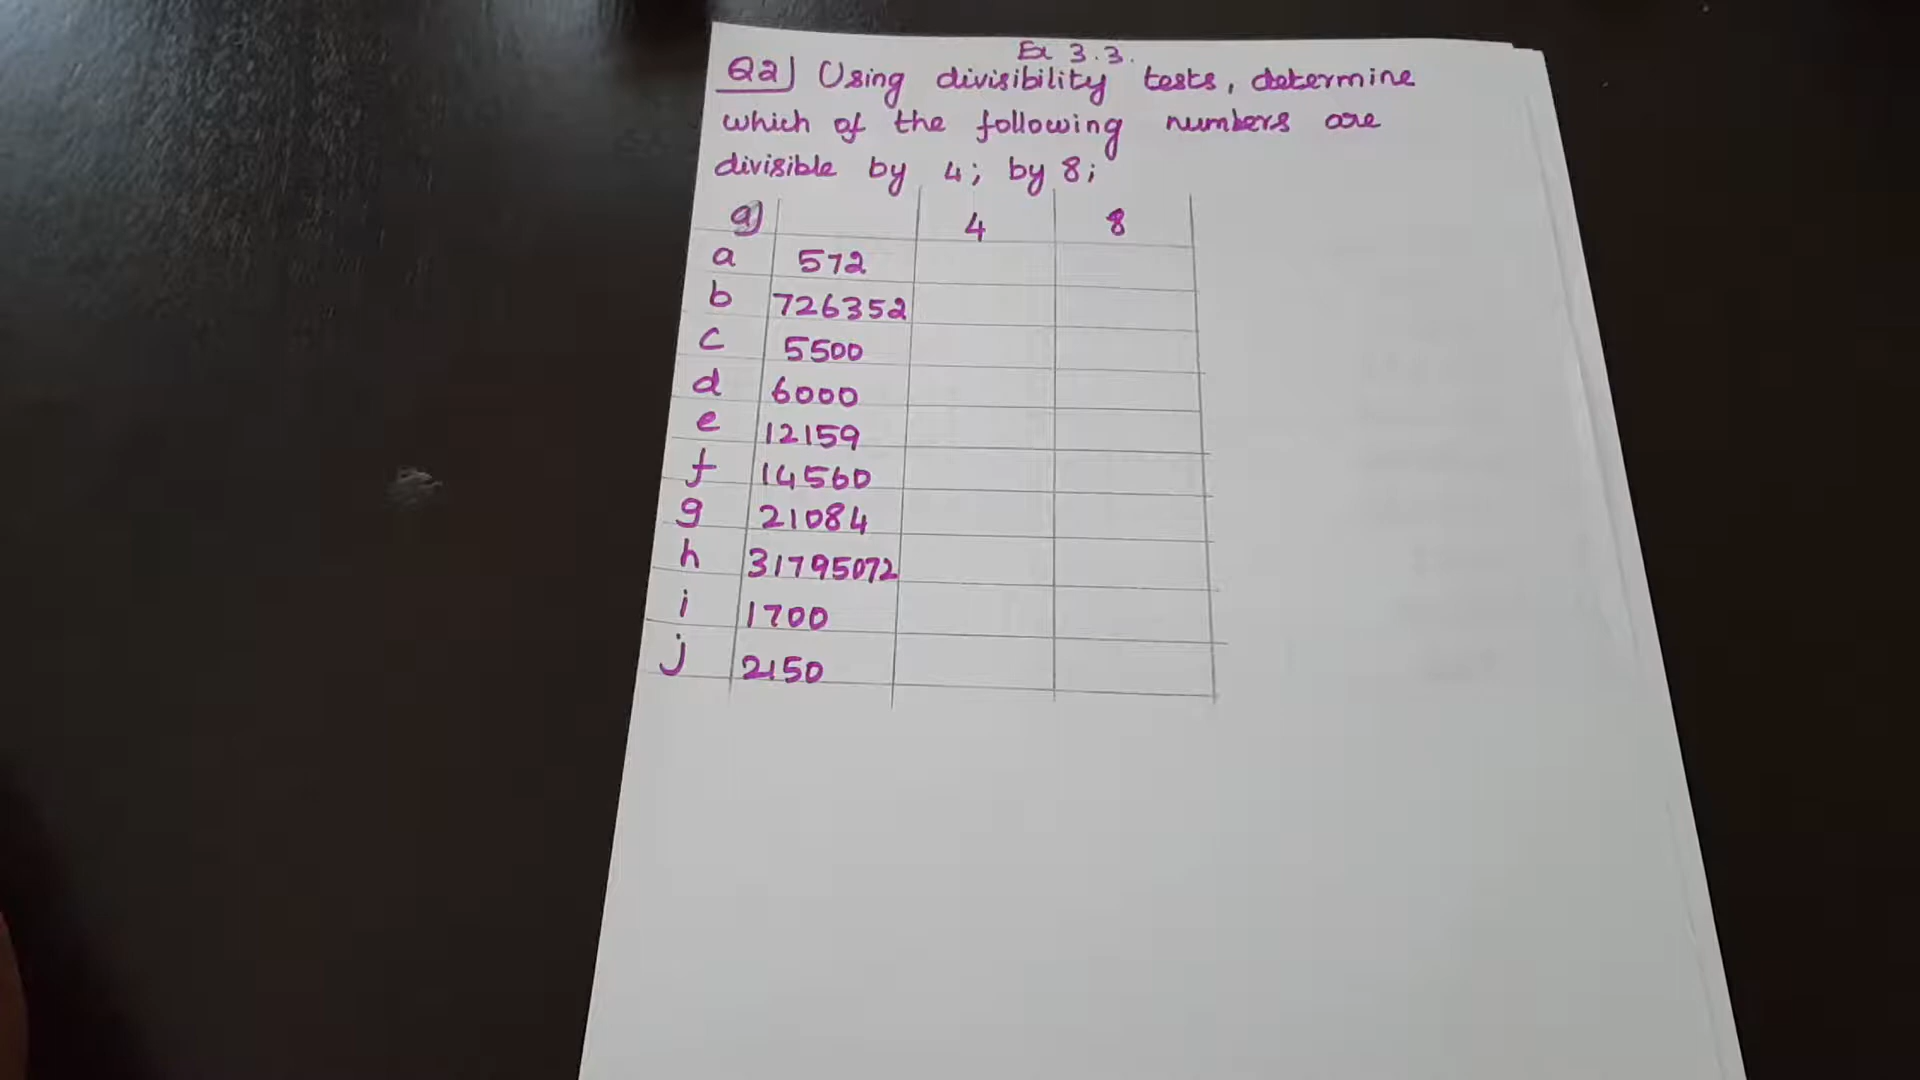 Ex 3.3.
Q2) Using divisibility tests, determine
which of the following numbers are
divisible by 4; by 8;
a) 4 8
a 572
b 726352
c 5500
d 6000
e 12159
f 14560
g 21084
h 31795072
i 1700
j 2150